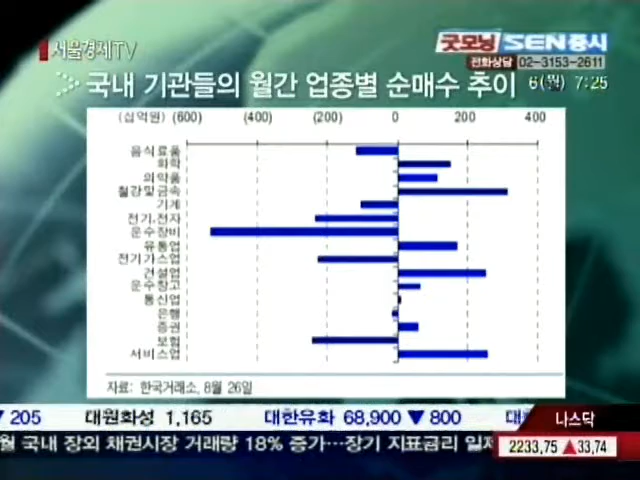 서울경제TV
굿모닝 SEN증시
전화상담 02-3153-2611
국내 기관들의 월간 업종별 순매수 추이 6(월) 7:25
(십억원) (600) (400) (200) 0 200 400
음식료품
화학
의약품
철강및금속
기계
전기,전자
운수장비
유통업
전기가스업
건설업
운수창고
통신업
은행
증권
보험
서비스업
자료: 한국거래소, 8월 26일
▼ 205 대원화성 1,165 대한유화 68,900 ▼ 800 대
나스닥
월 국내 장외 채권시장 거래량 18% 증가…장기 지표금리 일제
2233,75 ▲33,74